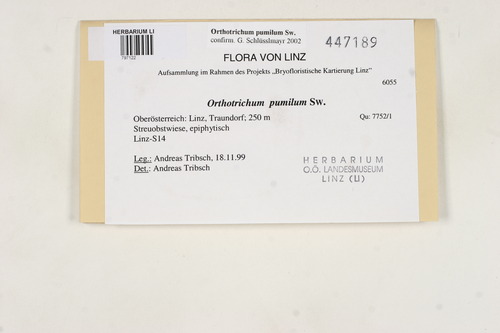 HERBARIUM LI
797122
Orthotrichum pumilum Sw.
confirm. G. Schlüsslmayr 2002
447189
FLORA VON LINZ
Aufsammlung im Rahmen des Projekts „Bryofloristische Kartierung Linz“
6055
Orthotrichum pumilum Sw.
Oberösterreich: Linz, Traundorf; 250 m
Qu: 7752/1
Streuobstwiese, epiphytisch
Linz-S14
Leg.: Andreas Tribsch, 18.11.99
Det.: Andreas Tribsch
HERBARIUM
O.Ö. LANDESMUSEUM
LINZ (LI)